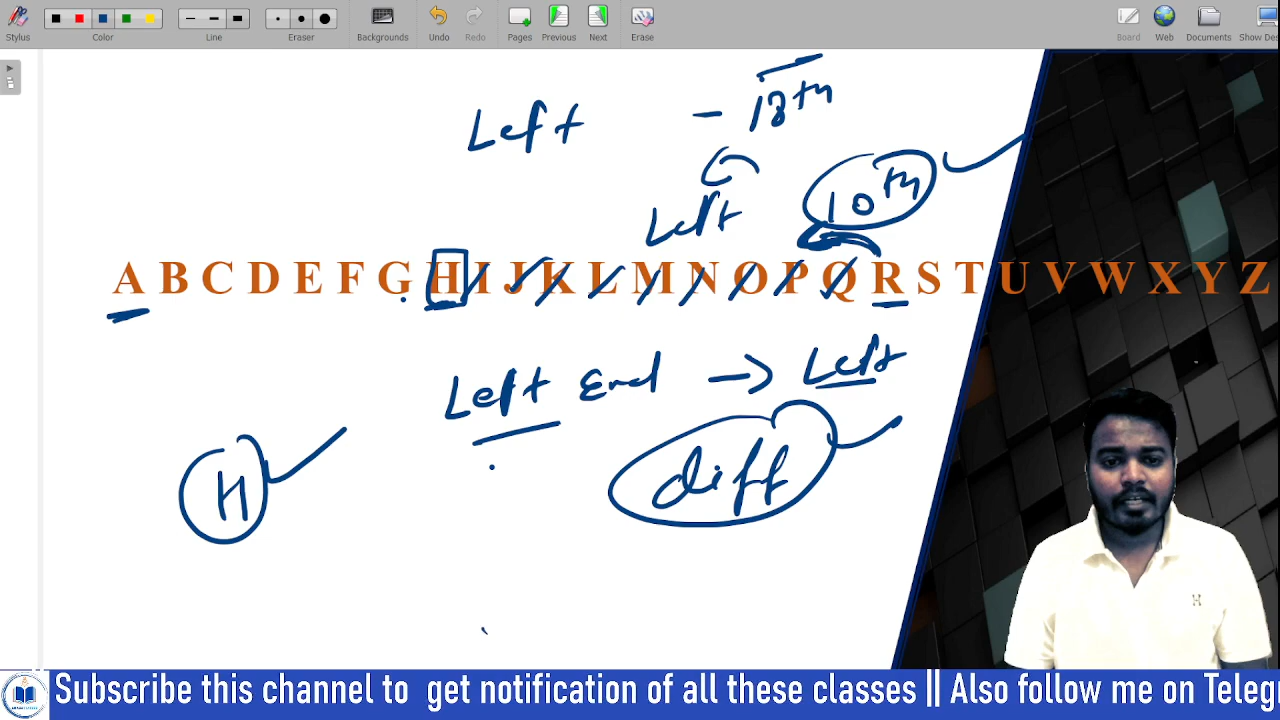 Stylus Color Line Eraser Backgrounds Undo Redo Pages Previous Next Erase Board Web Documents
Left - 18th
Left 10th
A B C D E F G H I J K L M N O P Q R S T U V W X Y Z
Left End → Left
H diff
H
Subscribe this channel to get notification of all these classes || Also follow me on Teleg